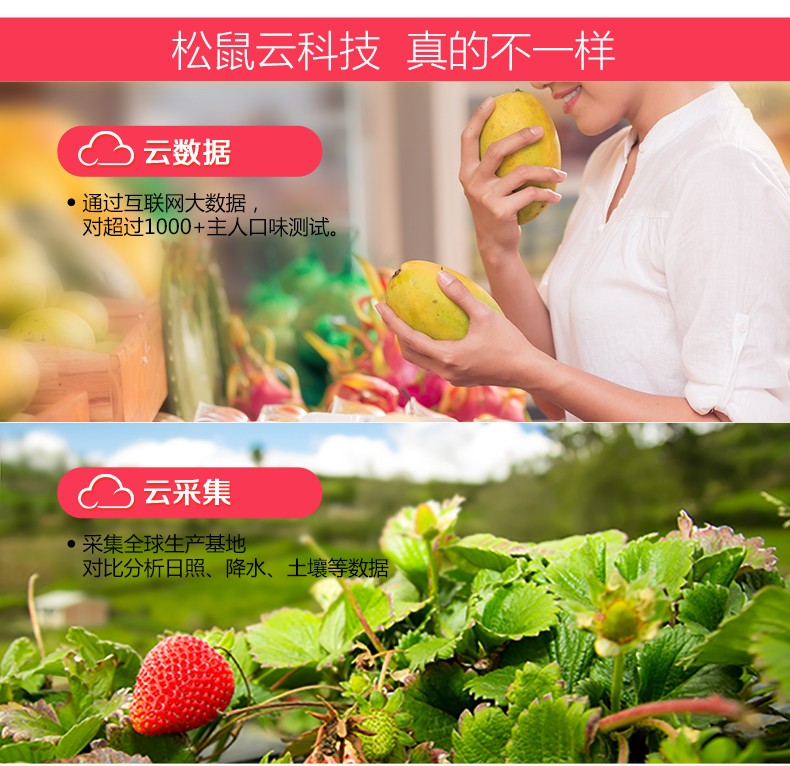 松鼠云科技 真的不一样
云数据
• 通过互联网大数据，
对超过1000+主人口味测试。
云采集
• 采集全球生产基地
对比分析日照、降水、土壤等数据